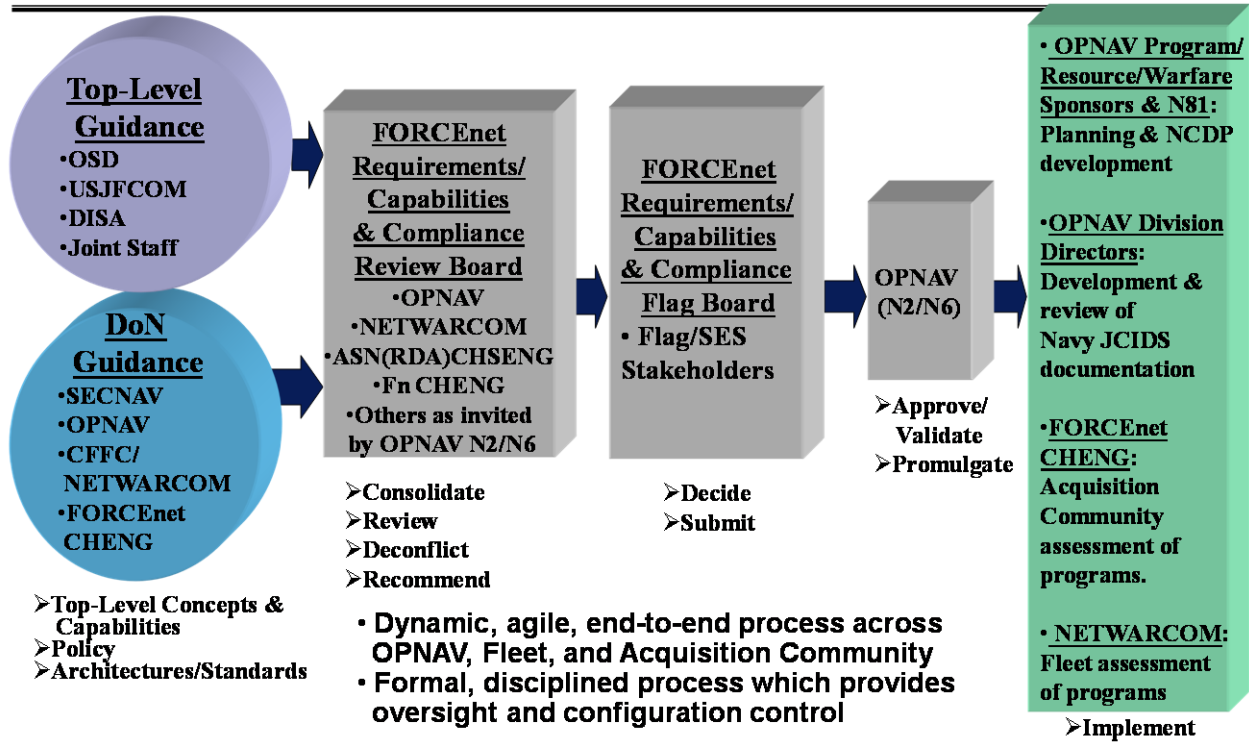 Top-Level
Guidance
•OSD
•USJFCOM
•DISA
•Joint Staff
DoN
Guidance
•SECNAV
•OPNAV
•CFFC/
NETWARCOM
•FORCEnet
CHENG
➢Top-Level Concepts &
Capabilities
➢Policy
➢Architectures/Standards
FORCEnet
Requirements/
Capabilities
& Compliance
Review Board
•OPNAV
•NETWARCOM
•ASN(RDA)CHSENG
•Fn CHENG
•Others as invited
by OPNAV N2/N6
➢Consolidate
➢Review
➢Deconflict
➢Recommend
FORCEnet
Requirements/
Capabilities
& Compliance
Flag Board
• Flag/SES
Stakeholders
➢Decide
➢Submit
OPNAV
(N2/N6)
➢Approve/
Validate
➢Promulgate
• OPNAV Program/
Resource/Warfare
Sponsors & N81:
Planning & NCDP
development
•OPNAV Division
Directors:
Development &
review of
Navy JCIDS
documentation
•FORCEnet
CHENG:
Acquisition
Community
assessment of
programs.
• NETWARCOM:
Fleet assessment
of programs
➢Implement
• Dynamic, agile, end-to-end process across
OPNAV, Fleet, and Acquisition Community
• Formal, disciplined process which provides
oversight and configuration control